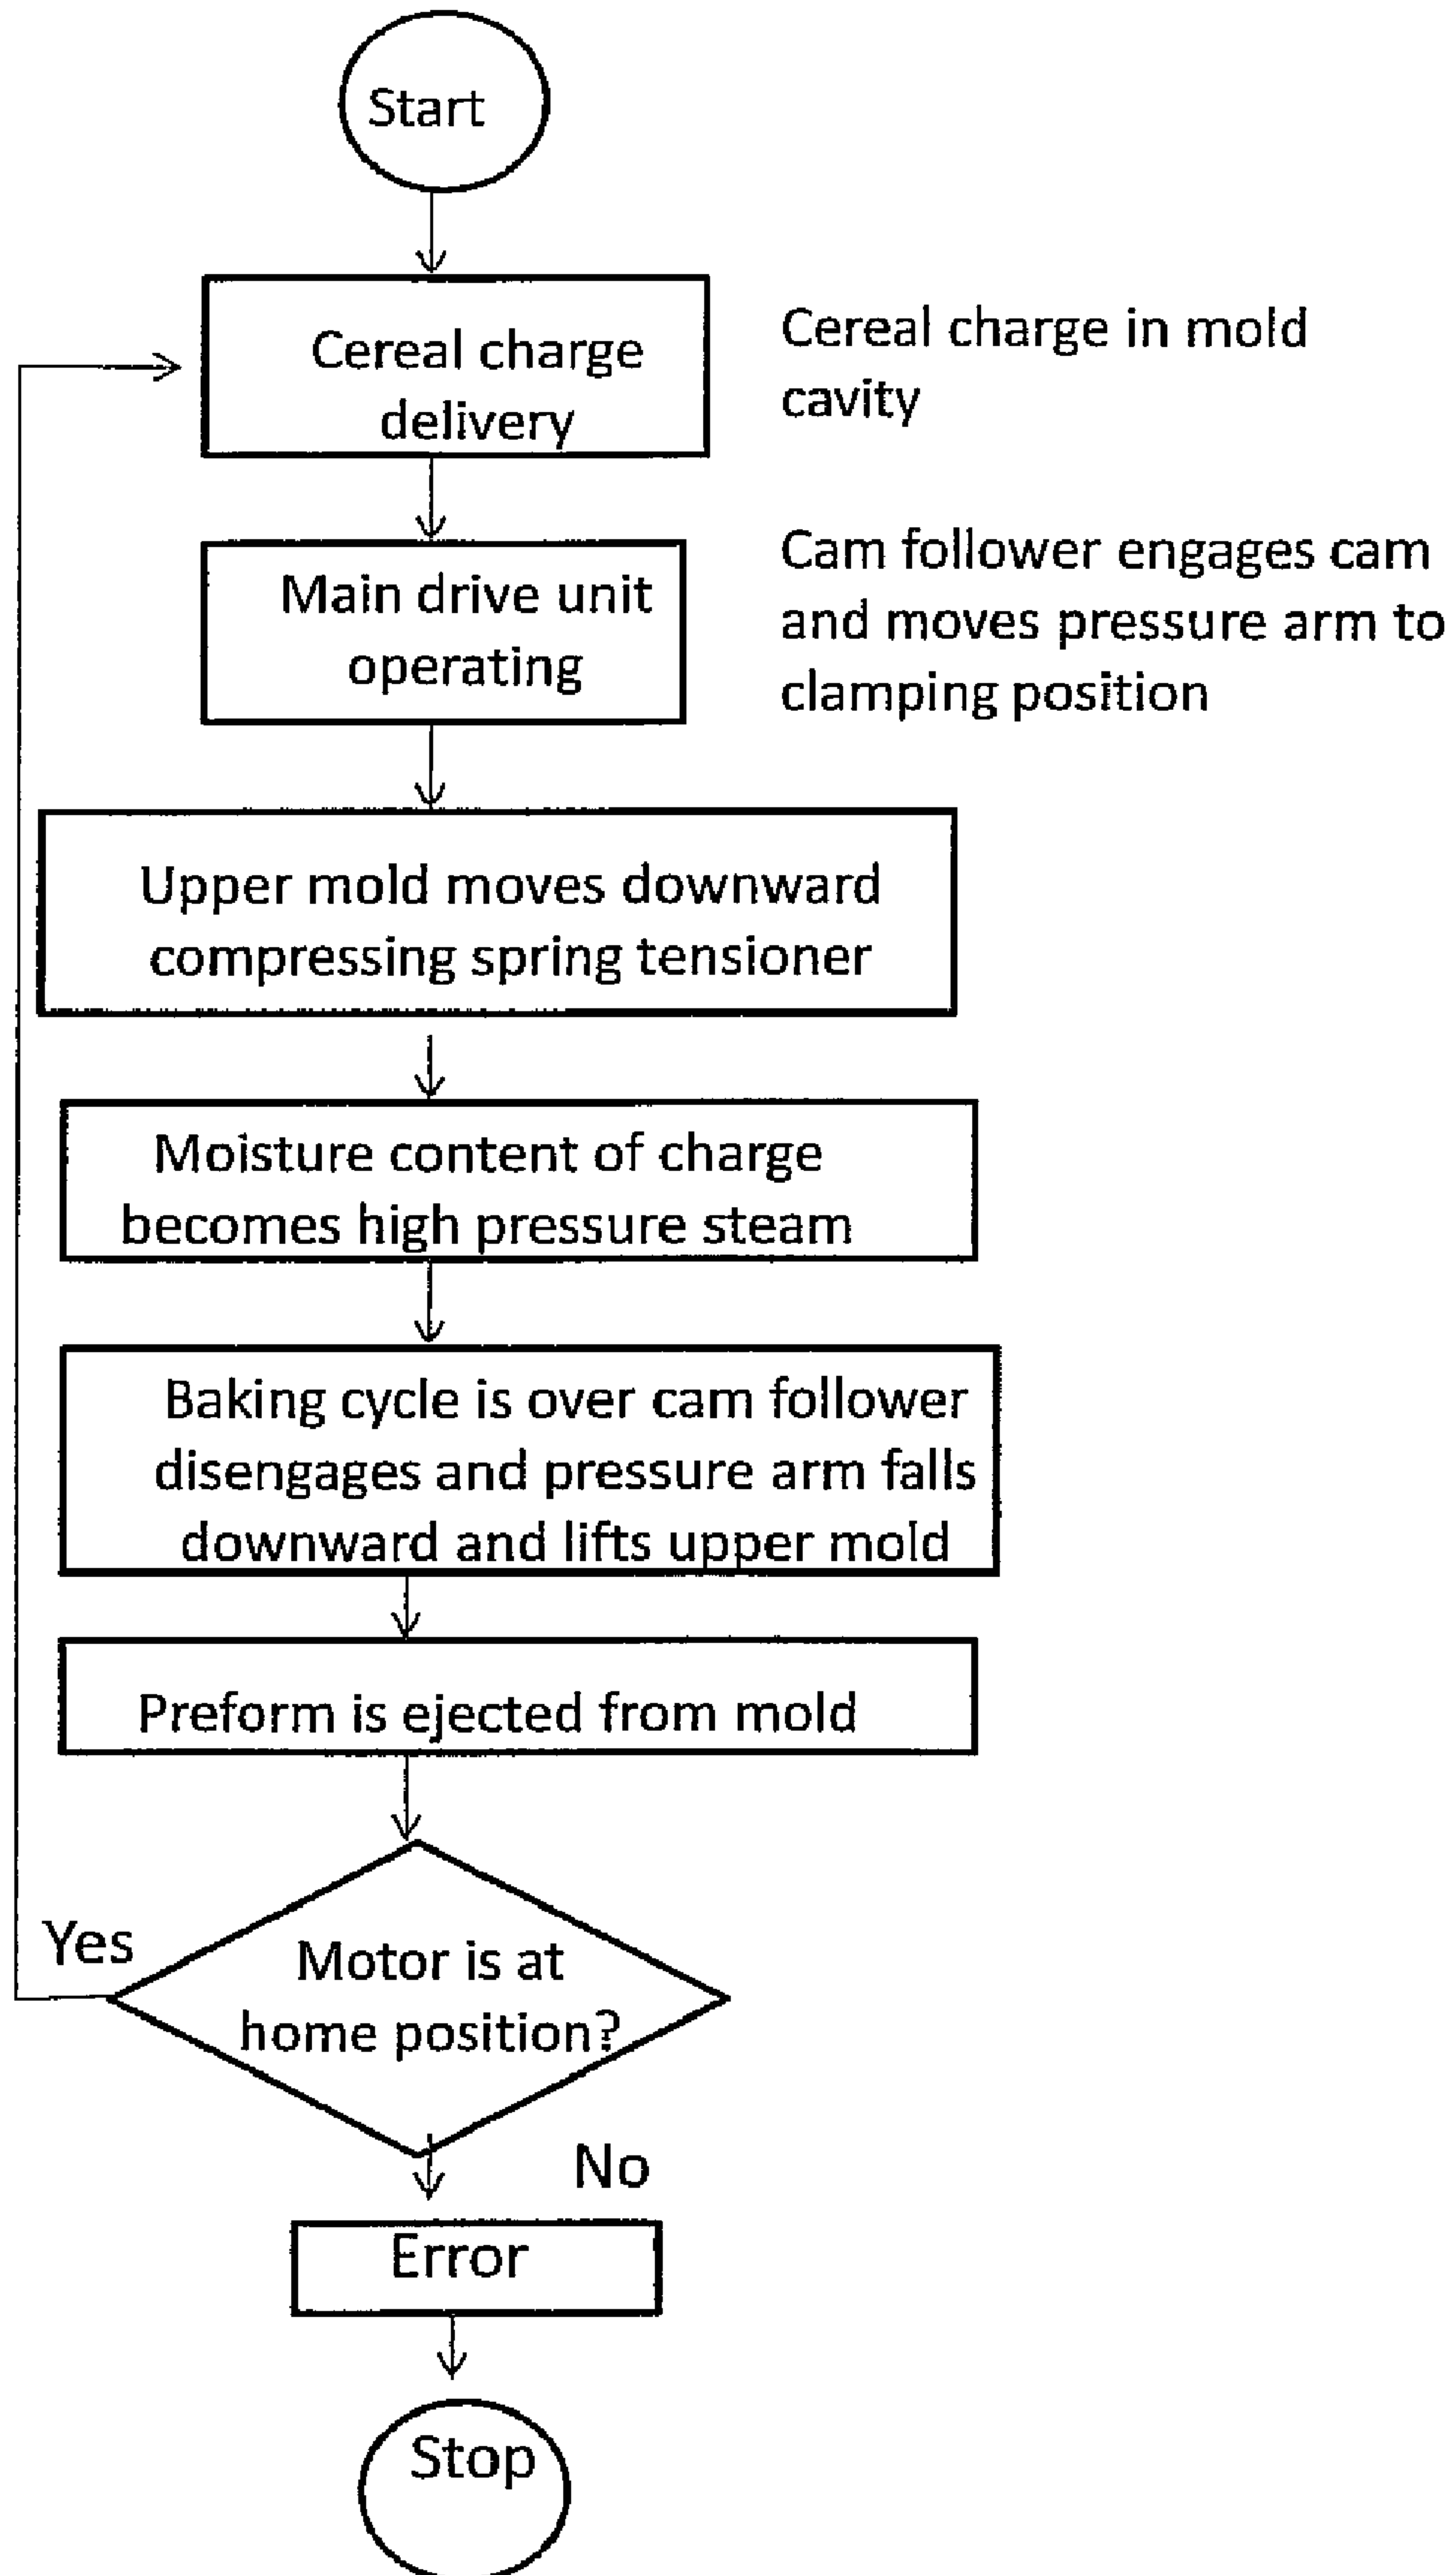 Start
Cereal charge
delivery
Cereal charge in mold
cavity
Main drive unit
operating
Cam follower engages cam
and moves pressure arm to
clamping position
Upper mold moves downward
compressing spring tensioner
Moisture content of charge
becomes high pressure steam
Baking cycle is over cam follower
disengages and pressure arm falls
downward and lifts upper mold
Preform is ejected from mold
Yes
Motor is at
home position?
No
Error
Stop